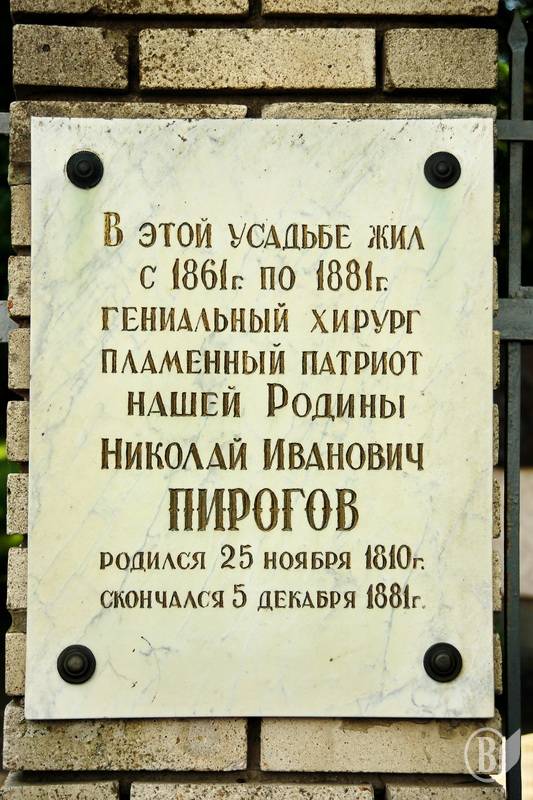 В этой усадьбе жил
с 1861г. по 1881г.
гениальный хирург
пламенный патриот
нашей Родины
Николай Иванович
ПИРОГОВ
родился 25 ноября 1810г.
скончался 5 декабря 1881г.
В